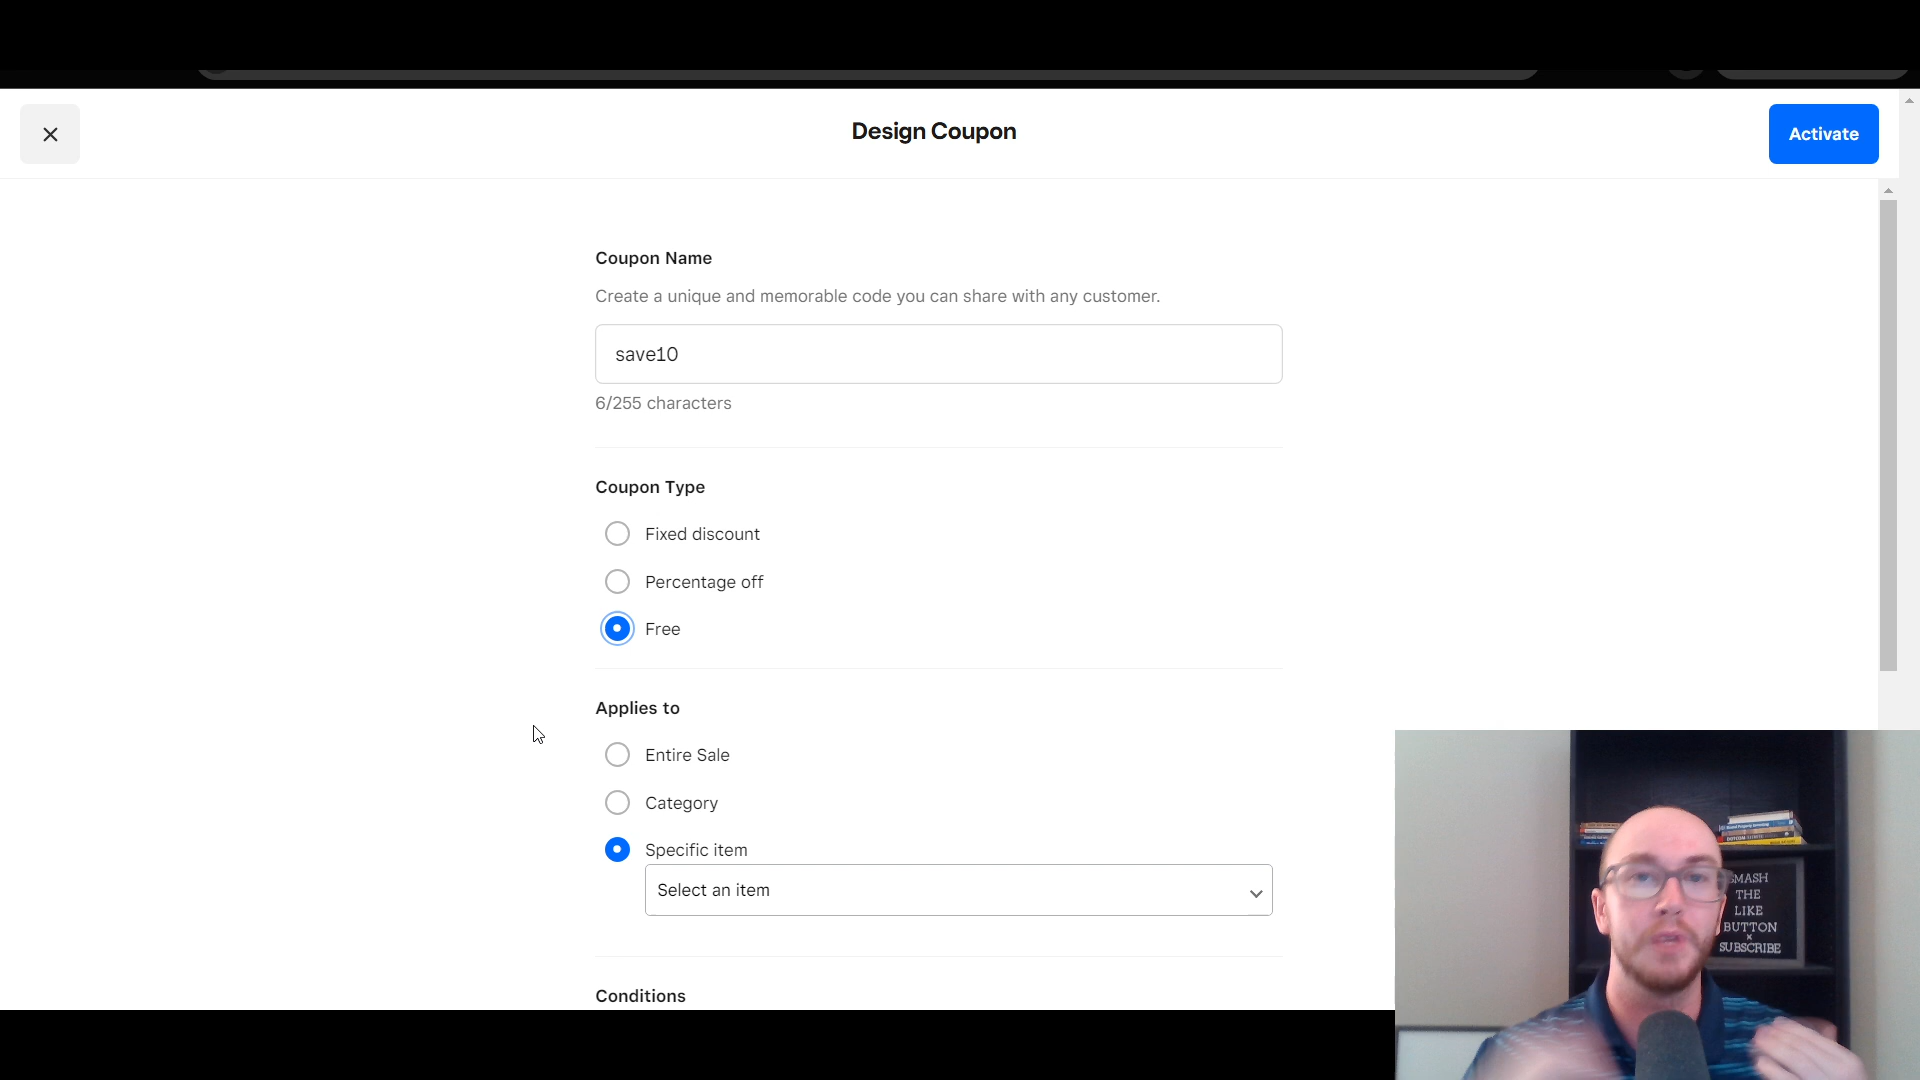 Design Coupon
Activate
Coupon Name
Create a unique and memorable code you can share with any customer.
save10
6/255 characters
Coupon Type
Fixed discount
Percentage off
Free
Applies to
Entire Sale
Category
Specific item
Select an item
Conditions
SMASH
THE
LIKE
BUTTON
×
SUBSCRIBE